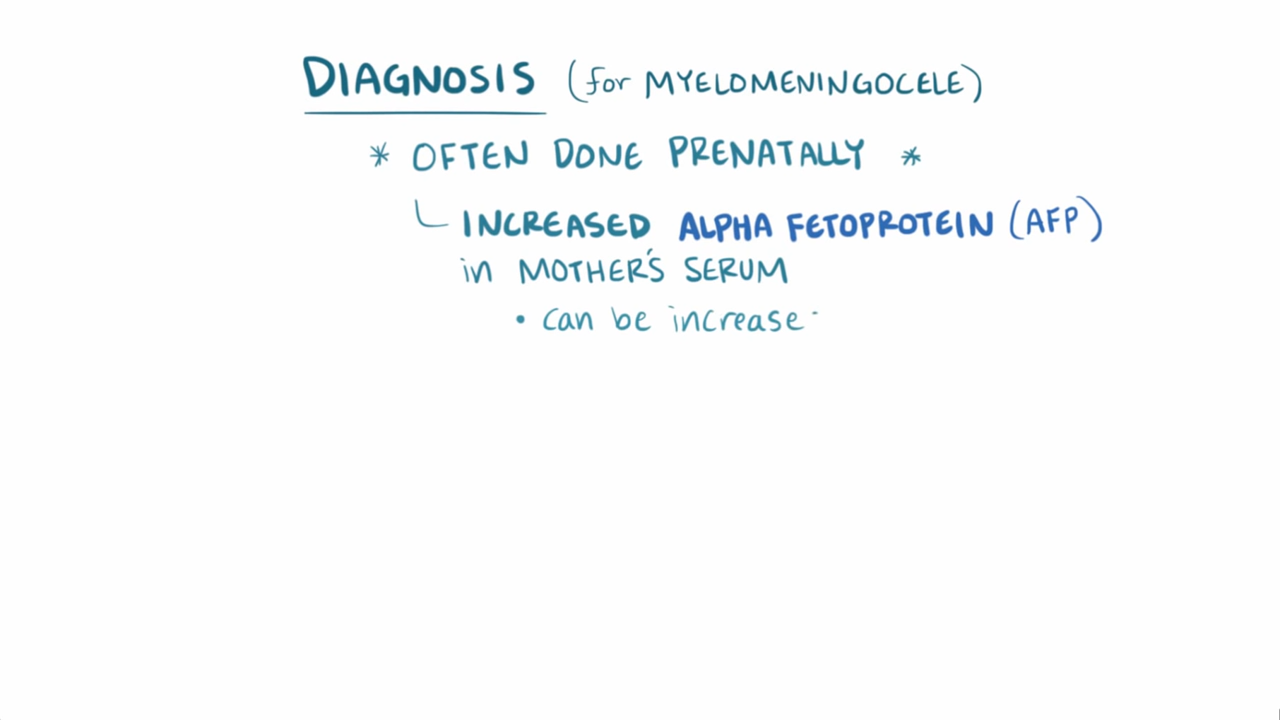 DIAGNOSIS (for MYELOMENINGOCELE)
* OFTEN DONE PRENATALLY *
INCREASED ALPHA FETOPROTEIN (AFP)
in MOTHER'S SERUM
• can be increase